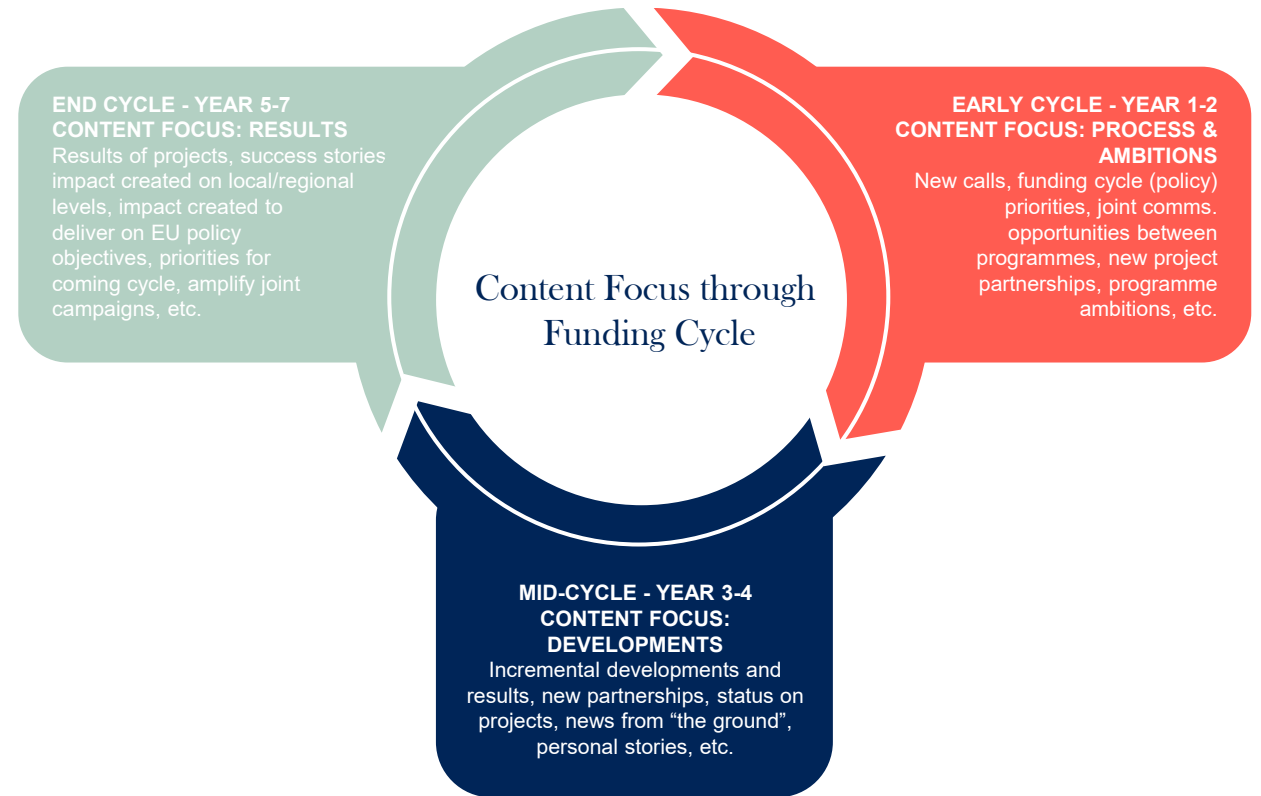 Content Focus through
Funding Cycle
EARLY CYCLE - YEAR 1-2
CONTENT FOCUS: PROCESS &
AMBITIONS
New calls, funding cycle (policy)
priorities, joint comms.
opportunities between
programmes, new project
partnerships, programme
ambitions, etc.
MID-CYCLE - YEAR 3-4
CONTENT FOCUS:
DEVELOPMENTS
Incremental developments and
results, new partnerships, status on
projects, news from “the ground”,
personal stories, etc.
END CYCLE - YEAR 5-7
CONTENT FOCUS: RESULTS
Results of projects, success stories
impact created on local/regional
levels, impact created to
deliver on EU policy
objectives, priorities for
coming cycle, amplify joint
campaigns, etc.